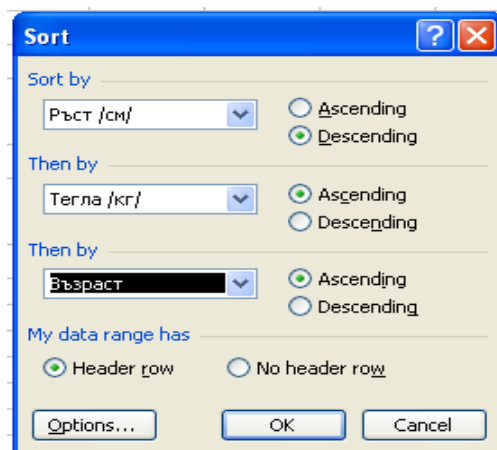 Sort
Sort by
Ръст /см/
Ascending
Descending
Then by
Тегла /кг/
Ascending
Descending
Then by
Възраст
Ascending
Descending
My data range has
Header row
No header row
Options...
OK
Cancel